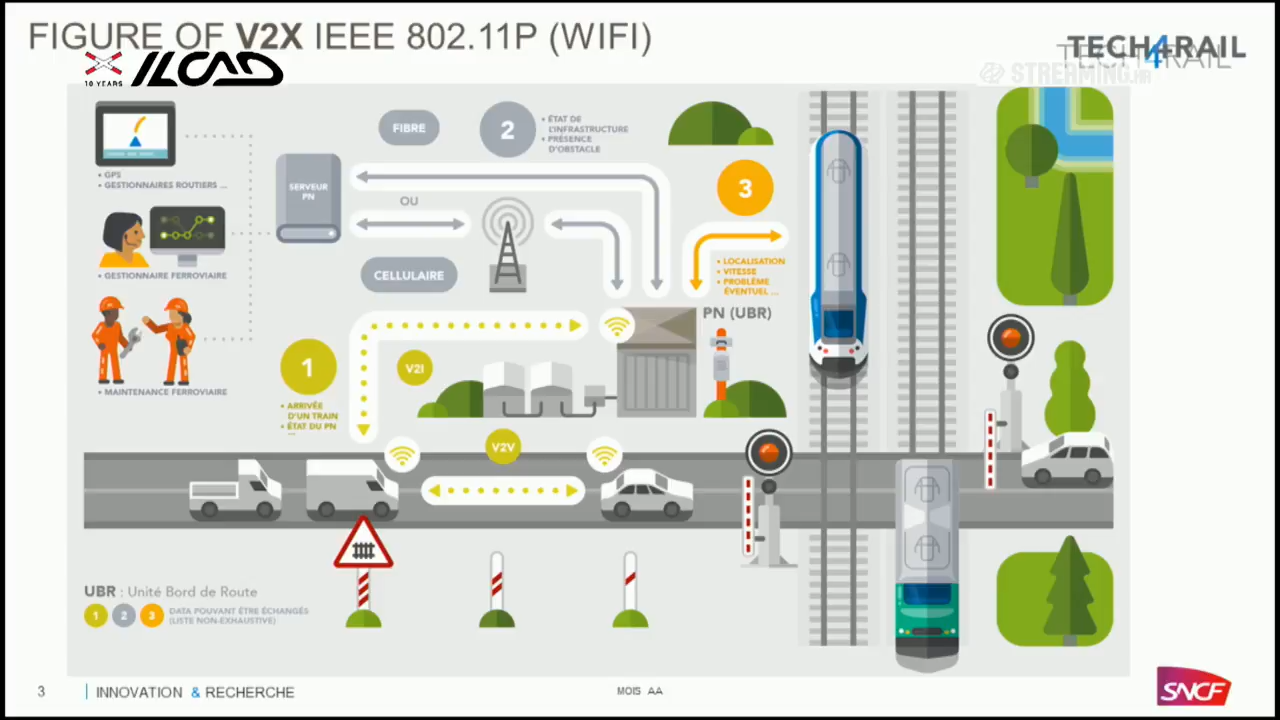 FIGURE OF V2X IEEE 802.11P (WIFI)
TECH4RAIL
10 YEARS
ILCAD
STREAMING.HR
• GPS
• GESTIONNAIRES ROUTIERS ...
• GESTIONNAIRE FERROVIAIRE
• MAINTENANCE FERROVIAIRE
SERVEUR
PN
FIBRE
OU
CELLULAIRE
2
• ÉTAT DE
L'INFRASTRUCTURE
• PRÉSENCE
D'OBSTACLE
3
• LOCALISATION
• VITESSE
• PROBLÈME
ÉVENTUEL ...
PN (UBR)
1
• ARRIVÉE
D'UN TRAIN
• ÉTAT DU PN
...
V2I
V2V
UBR : Unité Bord de Route
1 2 3 DATA POUVANT ÊTRE ÉCHANGÉS
(LISTE NON-EXHAUSTIVE)
3 | INNOVATION & RECHERCHE
MOIS AA
SNCF